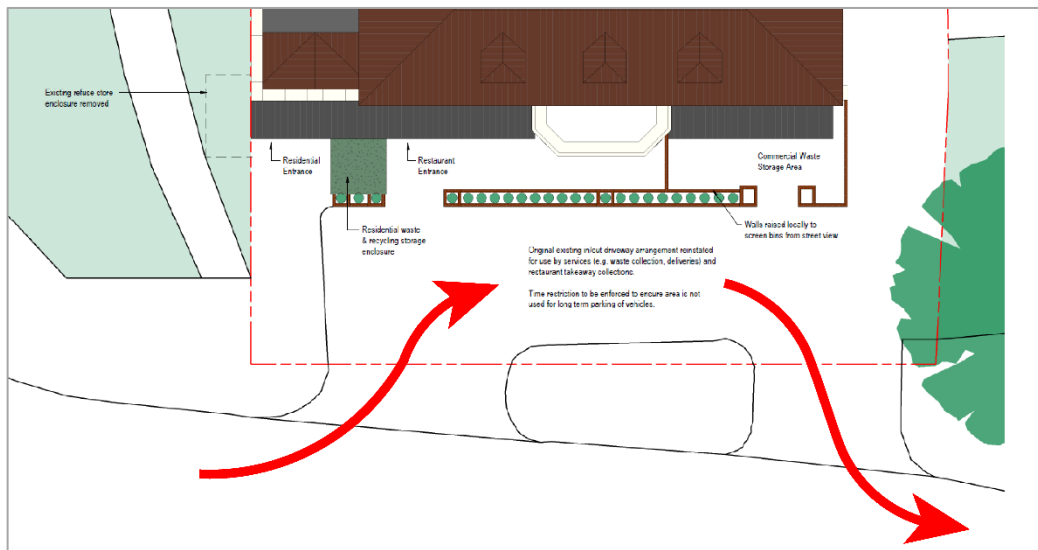 Existing refuse store
enclosure removed
Residential
Entrance
Restaurant
Entrance
Commercial Waste
Storage Area
Residential waste
& recycling storage
enclosure
Walls raised locally to
screen bins from street view
Original existing in/out driveway arrangement reinstated
for use by services (e.g. waste collection, deliveries) and
restaurant takeaway collections.
Time restriction to be enforced to ensure area is not
used for long term parking of vehicles.